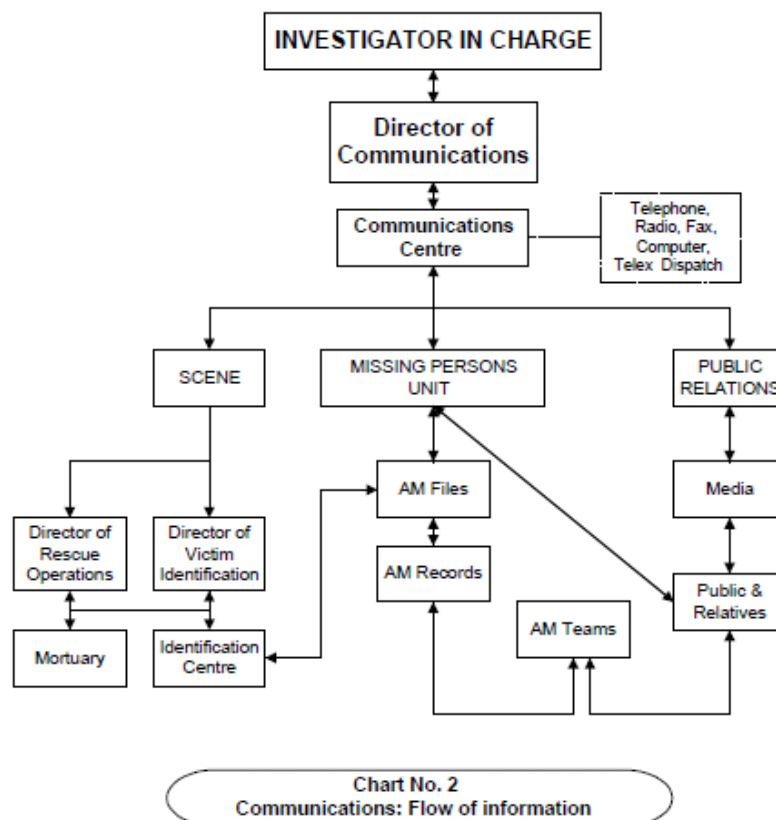 INVESTIGATOR IN CHARGE
Director of
Communications
Communications
Centre
Telephone,
Radio, Fax,
Computer,
Telex Dispatch
SCENE
MISSING PERSONS
UNIT
PUBLIC
RELATIONS
AM Files
Media
Director of
Rescue
Operations
Director of
Victim
Identification
AM Records
Public &
Relatives
AM Teams
Mortuary
Identification
Centre
Chart No. 2
Communications: Flow of information